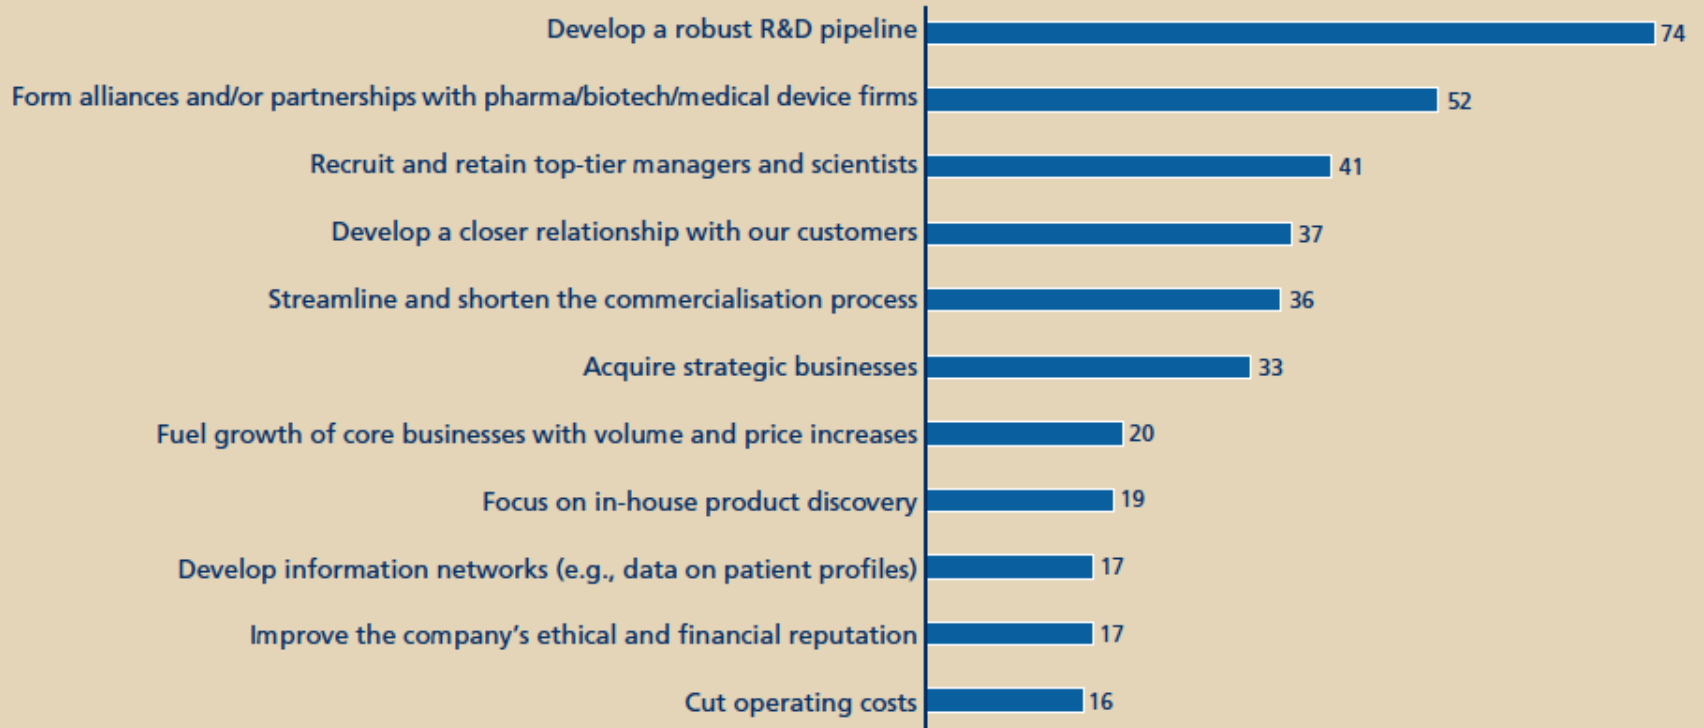 Develop a robust R&D pipeline 74
Form alliances and/or partnerships with pharma/biotech/medical device firms 52
Recruit and retain top-tier managers and scientists 41
Develop a closer relationship with our customers 37
Streamline and shorten the commercialisation process 36
Acquire strategic businesses 33
Fuel growth of core businesses with volume and price increases 20
Focus on in-house product discovery 19
Develop information networks (e.g., data on patient profiles) 17
Improve the company’s ethical and financial reputation 17
Cut operating costs 16